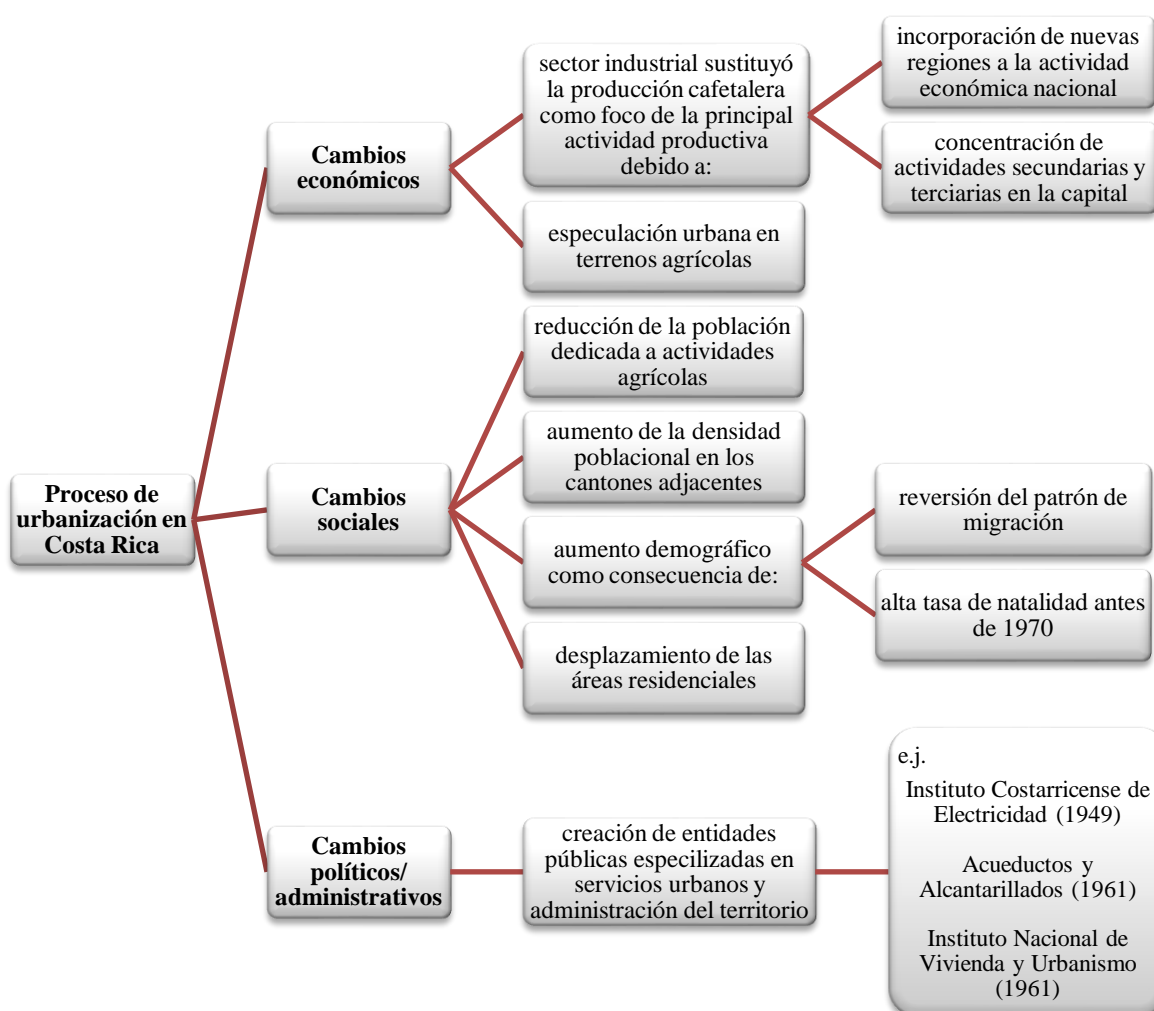 Proceso de
urbanización en
Costa Rica
Cambios
económicos
sector industrial sustituyó
la producción cafetalera
como foco de la principal
actividad productiva
debido a:
incorporación de nuevas
regiones a la actividad
económica nacional
concentración de
actividades secundarias y
terciarias en la capital
especulación urbana en
terrenos agrícolas
Cambios
sociales
reducción de la población
dedicada a actividades
agrícolas
aumento de la densidad
poblacional en los
cantones adjacentes
aumento demográfico
como consecuencia de:
reversión del patrón de
migración
alta tasa de natalidad antes
de 1970
desplazamiento de las
áreas residenciales
Cambios
políticos/
administrativos
creación de entidades
públicas especilizadas en
servicios urbanos y
administración del territorio
e.j.
Instituto Costarricense de
Electricidad (1949)
Acueductos y
Alcantarillados (1961)
Instituto Nacional de
Vivienda y Urbanismo
(1961)